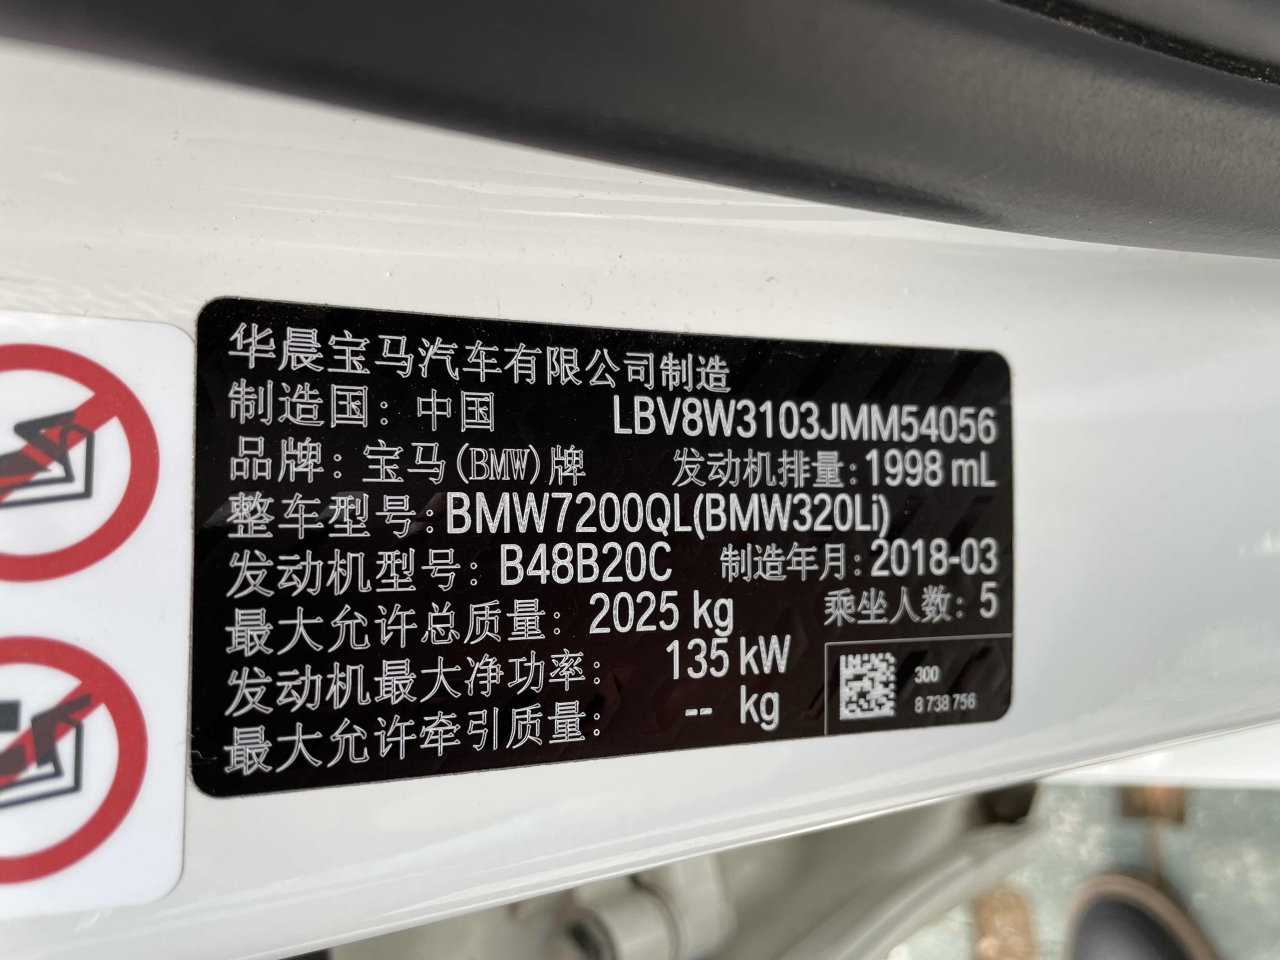 华晨宝马汽车有限公司制造
制造国：中国 LBV8W3103JMM54056
品牌：宝马(BMW)牌 发动机排量：1998 mL
整车型号：BMW7200QL(BMW320Li)
发动机型号：B48B20C 制造年月：2018-03
最大允许总质量：2025 kg 乘坐人数：5
发动机最大净功率：135 kW
最大允许牵引质量：-- kg
300
8 738 756